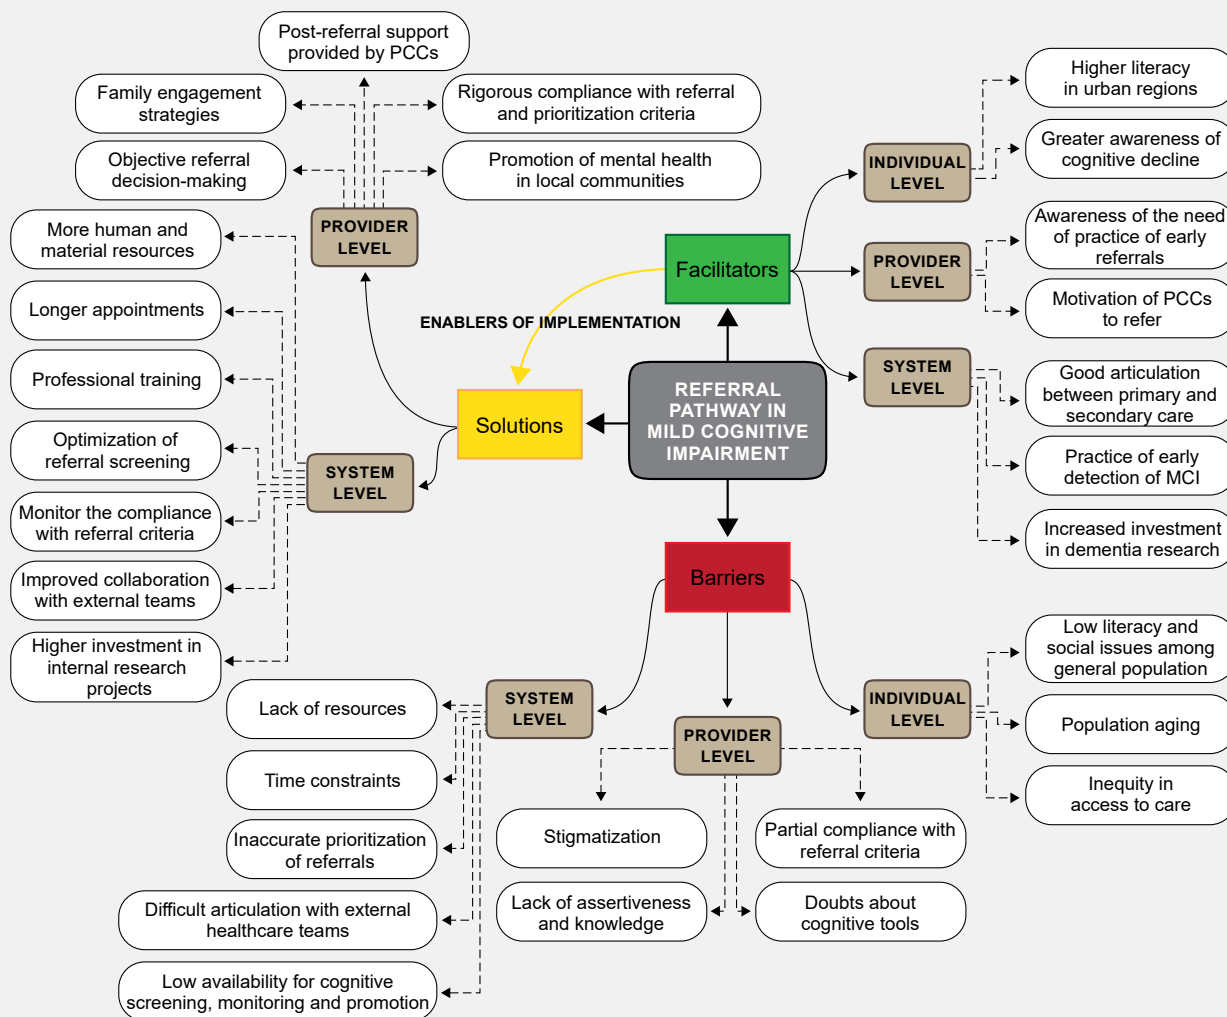 Post-referral support
provided by PCCs
Family engagement
strategies
Rigorous compliance with referral
and prioritization criteria
Objective referral
decision-making
Promotion of mental health
in local communities
PROVIDER
LEVEL
More human and
material resources
Longer appointments
Professional training
Optimization of
referral screening
Monitor the compliance
with referral criteria
Improved collaboration
with external teams
Higher investment in
internal research
projects
SYSTEM
LEVEL
Solutions
ENABLERS OF IMPLEMENTATION
Facilitators
REFERRAL
PATHWAY IN
MILD COGNITIVE
IMPAIRMENT
INDIVIDUAL
LEVEL
Higher literacy
in urban regions
Greater awareness of
cognitive decline
PROVIDER
LEVEL
Awareness of the need
of practice of early
referrals
Motivation of PCCs
to refer
SYSTEM
LEVEL
Good articulation
between primary and
secondary care
Practice of early
detection of MCI
Increased investment
in dementia research
Barriers
SYSTEM
LEVEL
Lack of resources
Time constraints
Inaccurate prioritization
of referrals
Difficult articulation with external
healthcare teams
Low availability for cognitive
screening, monitoring and promotion
PROVIDER
LEVEL
Stigmatization
Partial compliance with
referral criteria
Lack of assertiveness
and knowledge
Doubts about
cognitive tools
INDIVIDUAL
LEVEL
Low literacy and
social issues among
general population
Population aging
Inequity in
access to care